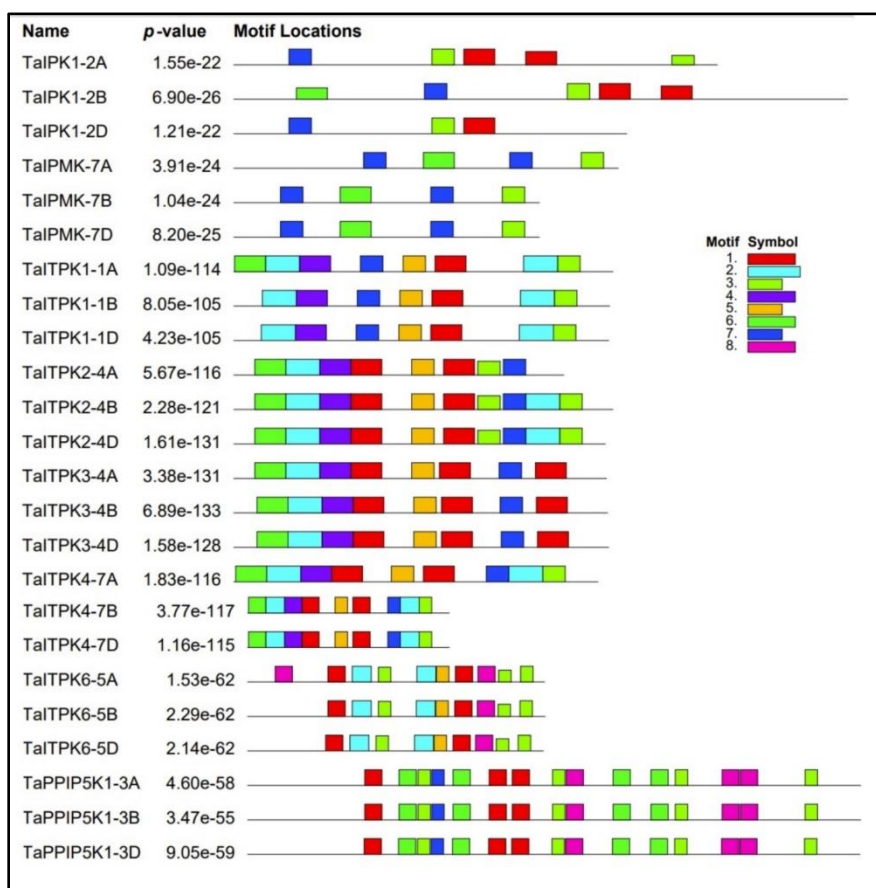 Name p-value Motif Locations
TaIPK1-2A 1.55e-22
TaIPK1-2B 6.90e-26
TaIPK1-2D 1.21e-22
TaIPMK-7A 3.91e-24
TaIPMK-7B 1.04e-24
TaIPMK-7D 8.20e-25
TaITPK1-1A 1.09e-114
TaITPK1-1B 8.05e-105
TaITPK1-1D 4.23e-105
TaITPK2-4A 5.67e-116
TaITPK2-4B 2.28e-121
TaITPK2-4D 1.61e-131
TaITPK3-4A 3.38e-131
TaITPK3-4B 6.89e-133
TaITPK3-4D 1.58e-128
TaITPK4-7A 1.83e-116
TaITPK4-7B 3.77e-117
TaITPK4-7D 1.16e-115
TaITPK6-5A 1.53e-62
TaITPK6-5B 2.29e-62
TaITPK6-5D 2.14e-62
TaPPIP5K1-3A 4.60e-58
TaPPIP5K1-3B 3.47e-55
TaPPIP5K1-3D 9.05e-59
Motif Symbol
1.
2.
3.
4.
5.
6.
7.
8.